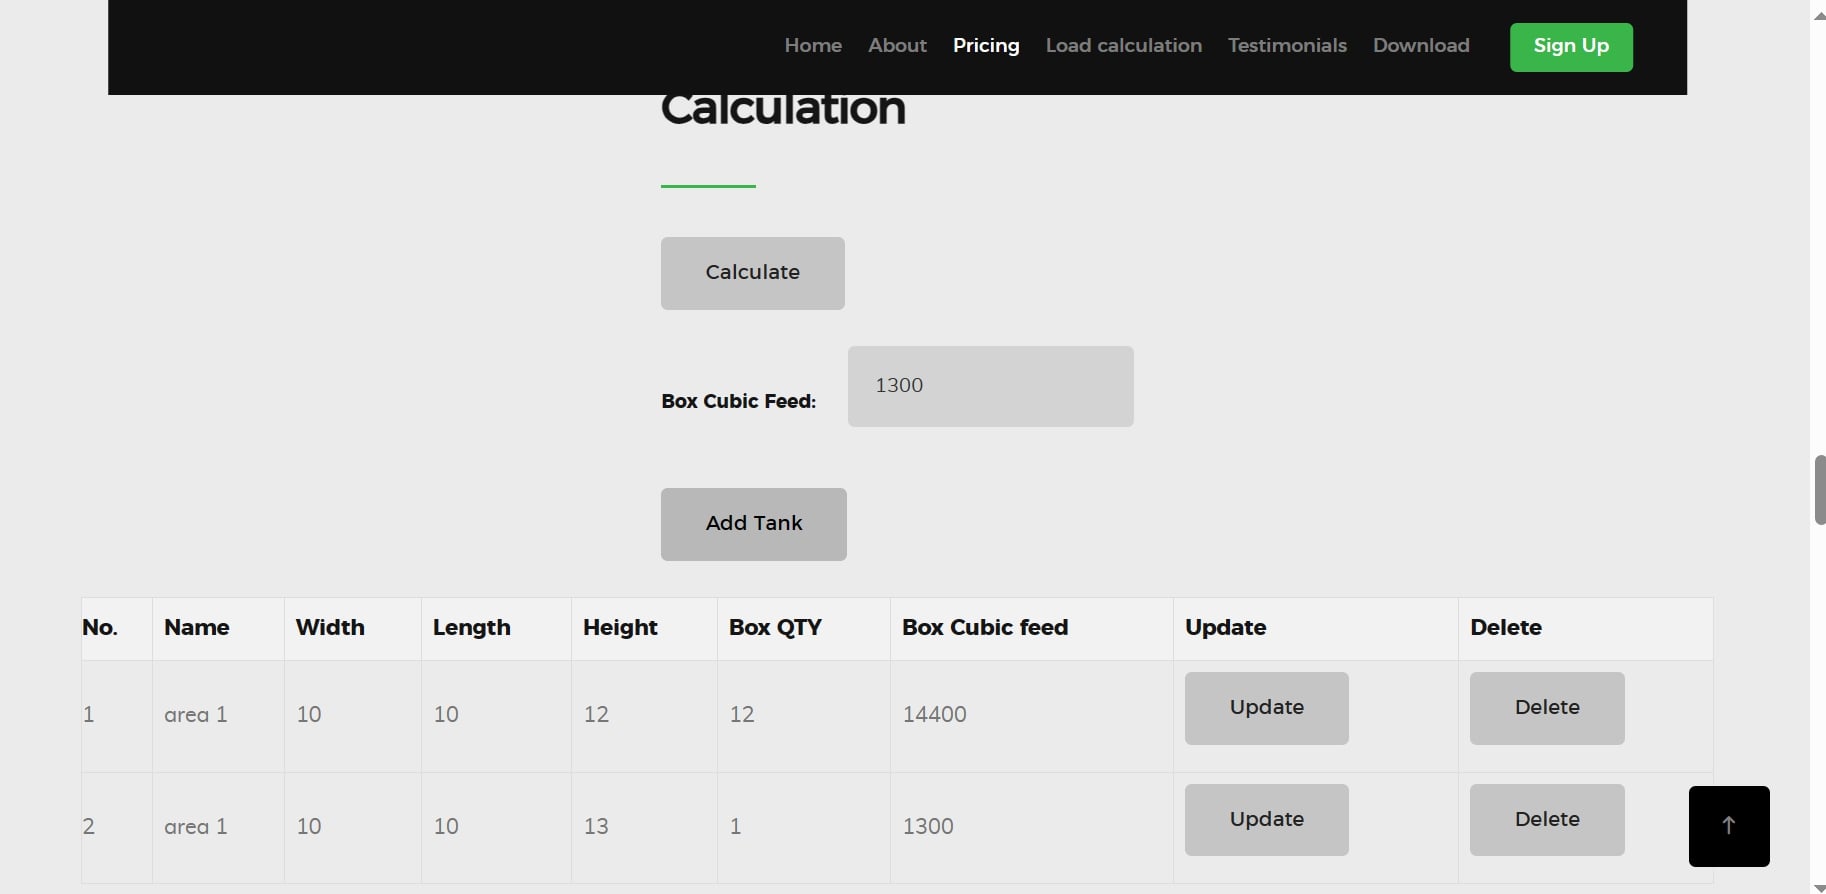 Home About Pricing Load calculation Testimonials Download Sign Up
Calculation
Calculate
Box Cubic Feed: 1300
Add Tank
No. Name Width Length Height Box QTY Box Cubic feed Update Delete
1 area 1 10 10 12 12 14400 Update Delete
2 area 1 10 10 13 1 1300 Update Delete